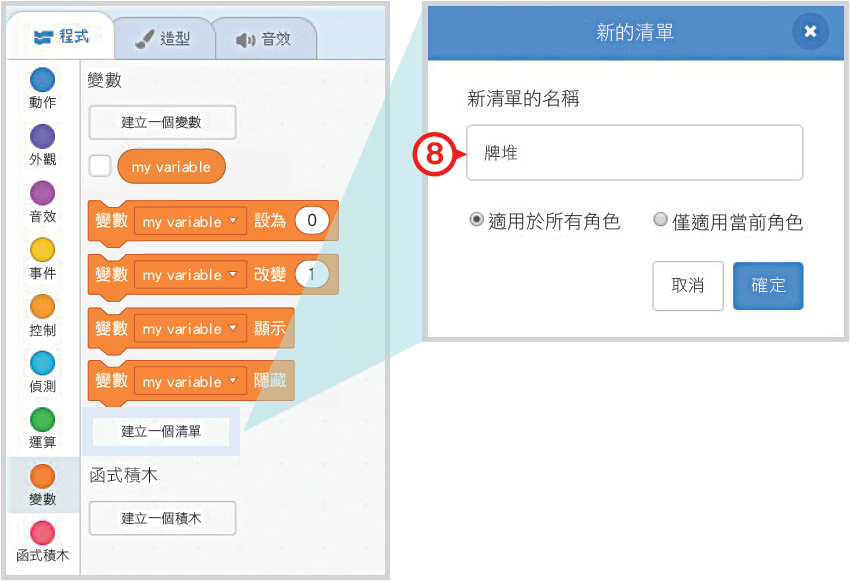 程式 造型 音效
動作
外觀
音效
事件
控制
偵測
運算
變數
函式積木
變數
建立一個變數
my variable
變數 my variable 設為 0
變數 my variable 改變 1
變數 my variable 顯示
變數 my variable 隱藏
建立一個清單
函式積木
建立一個積木
新的清單
新清單的名稱
8 牌堆
適用於所有角色 僅適用當前角色
取消 確定